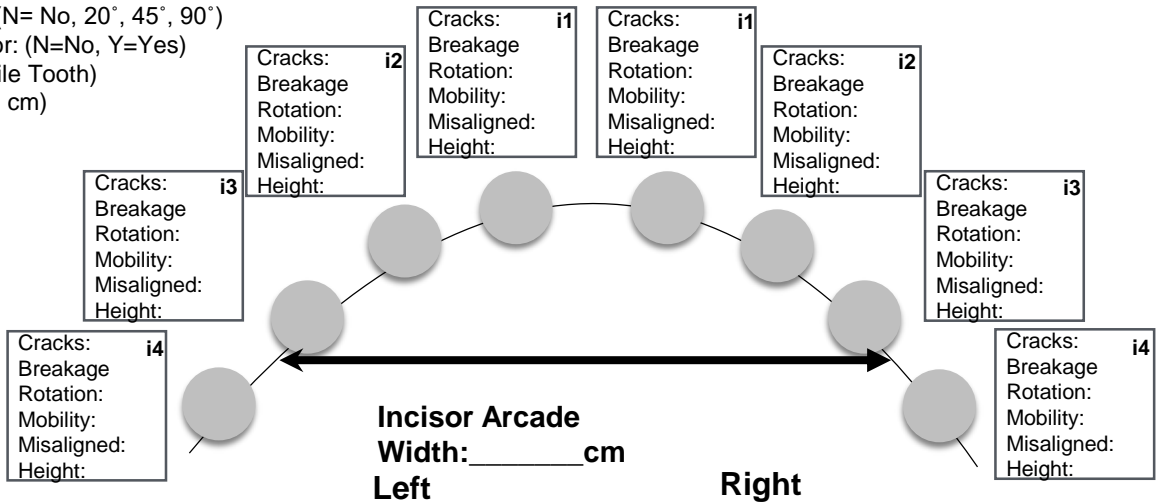 (N= No, 20˚, 45˚, 90˚)
or: (N=No, Y=Yes)
ile Tooth)
cm)
Cracks: i1
Breakage
Rotation:
Mobility:
Misaligned:
Height:
Cracks: i1
Breakage
Rotation:
Mobility:
Misaligned:
Height:
Cracks: i2
Breakage
Rotation:
Mobility:
Misaligned:
Height:
Cracks: i2
Breakage
Rotation:
Mobility:
Misaligned:
Height:
Cracks: i3
Breakage
Rotation:
Mobility:
Misaligned:
Height:
Cracks: i3
Breakage
Rotation:
Mobility:
Misaligned:
Height:
Cracks: i4
Breakage
Rotation:
Mobility:
Misaligned:
Height:
Cracks: i4
Breakage
Rotation:
Mobility:
Misaligned:
Height:
Incisor Arcade
Width:_______cm
Left
Right